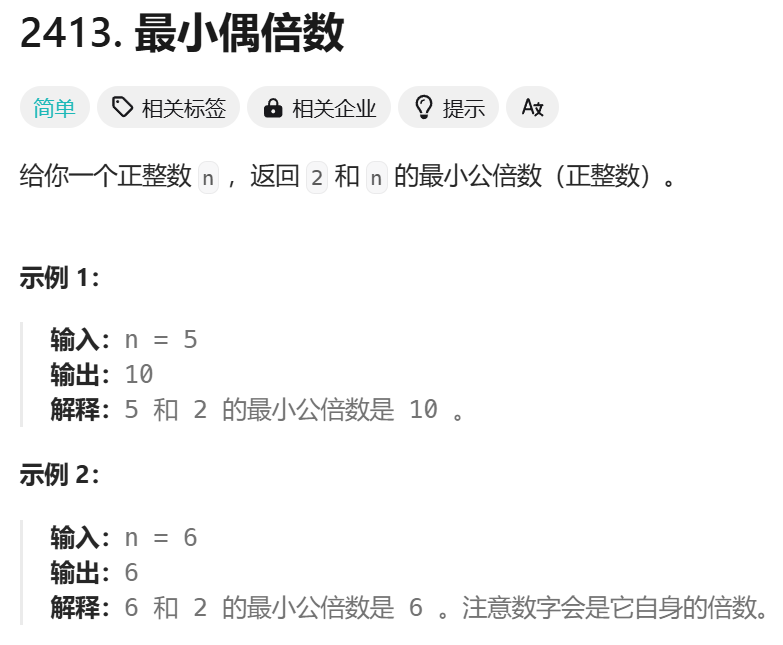 2413. 最小偶倍数
简单 相关标签 相关企业 提示 A文
给你一个正整数 n ，返回 2 和 n 的最小公倍数（正整数）。
示例 1：
输入：n = 5
输出：10
解释：5 和 2 的最小公倍数是 10 。
示例 2：
输入：n = 6
输出：6
解释：6 和 2 的最小公倍数是 6 。注意数字会是它自身的倍数。